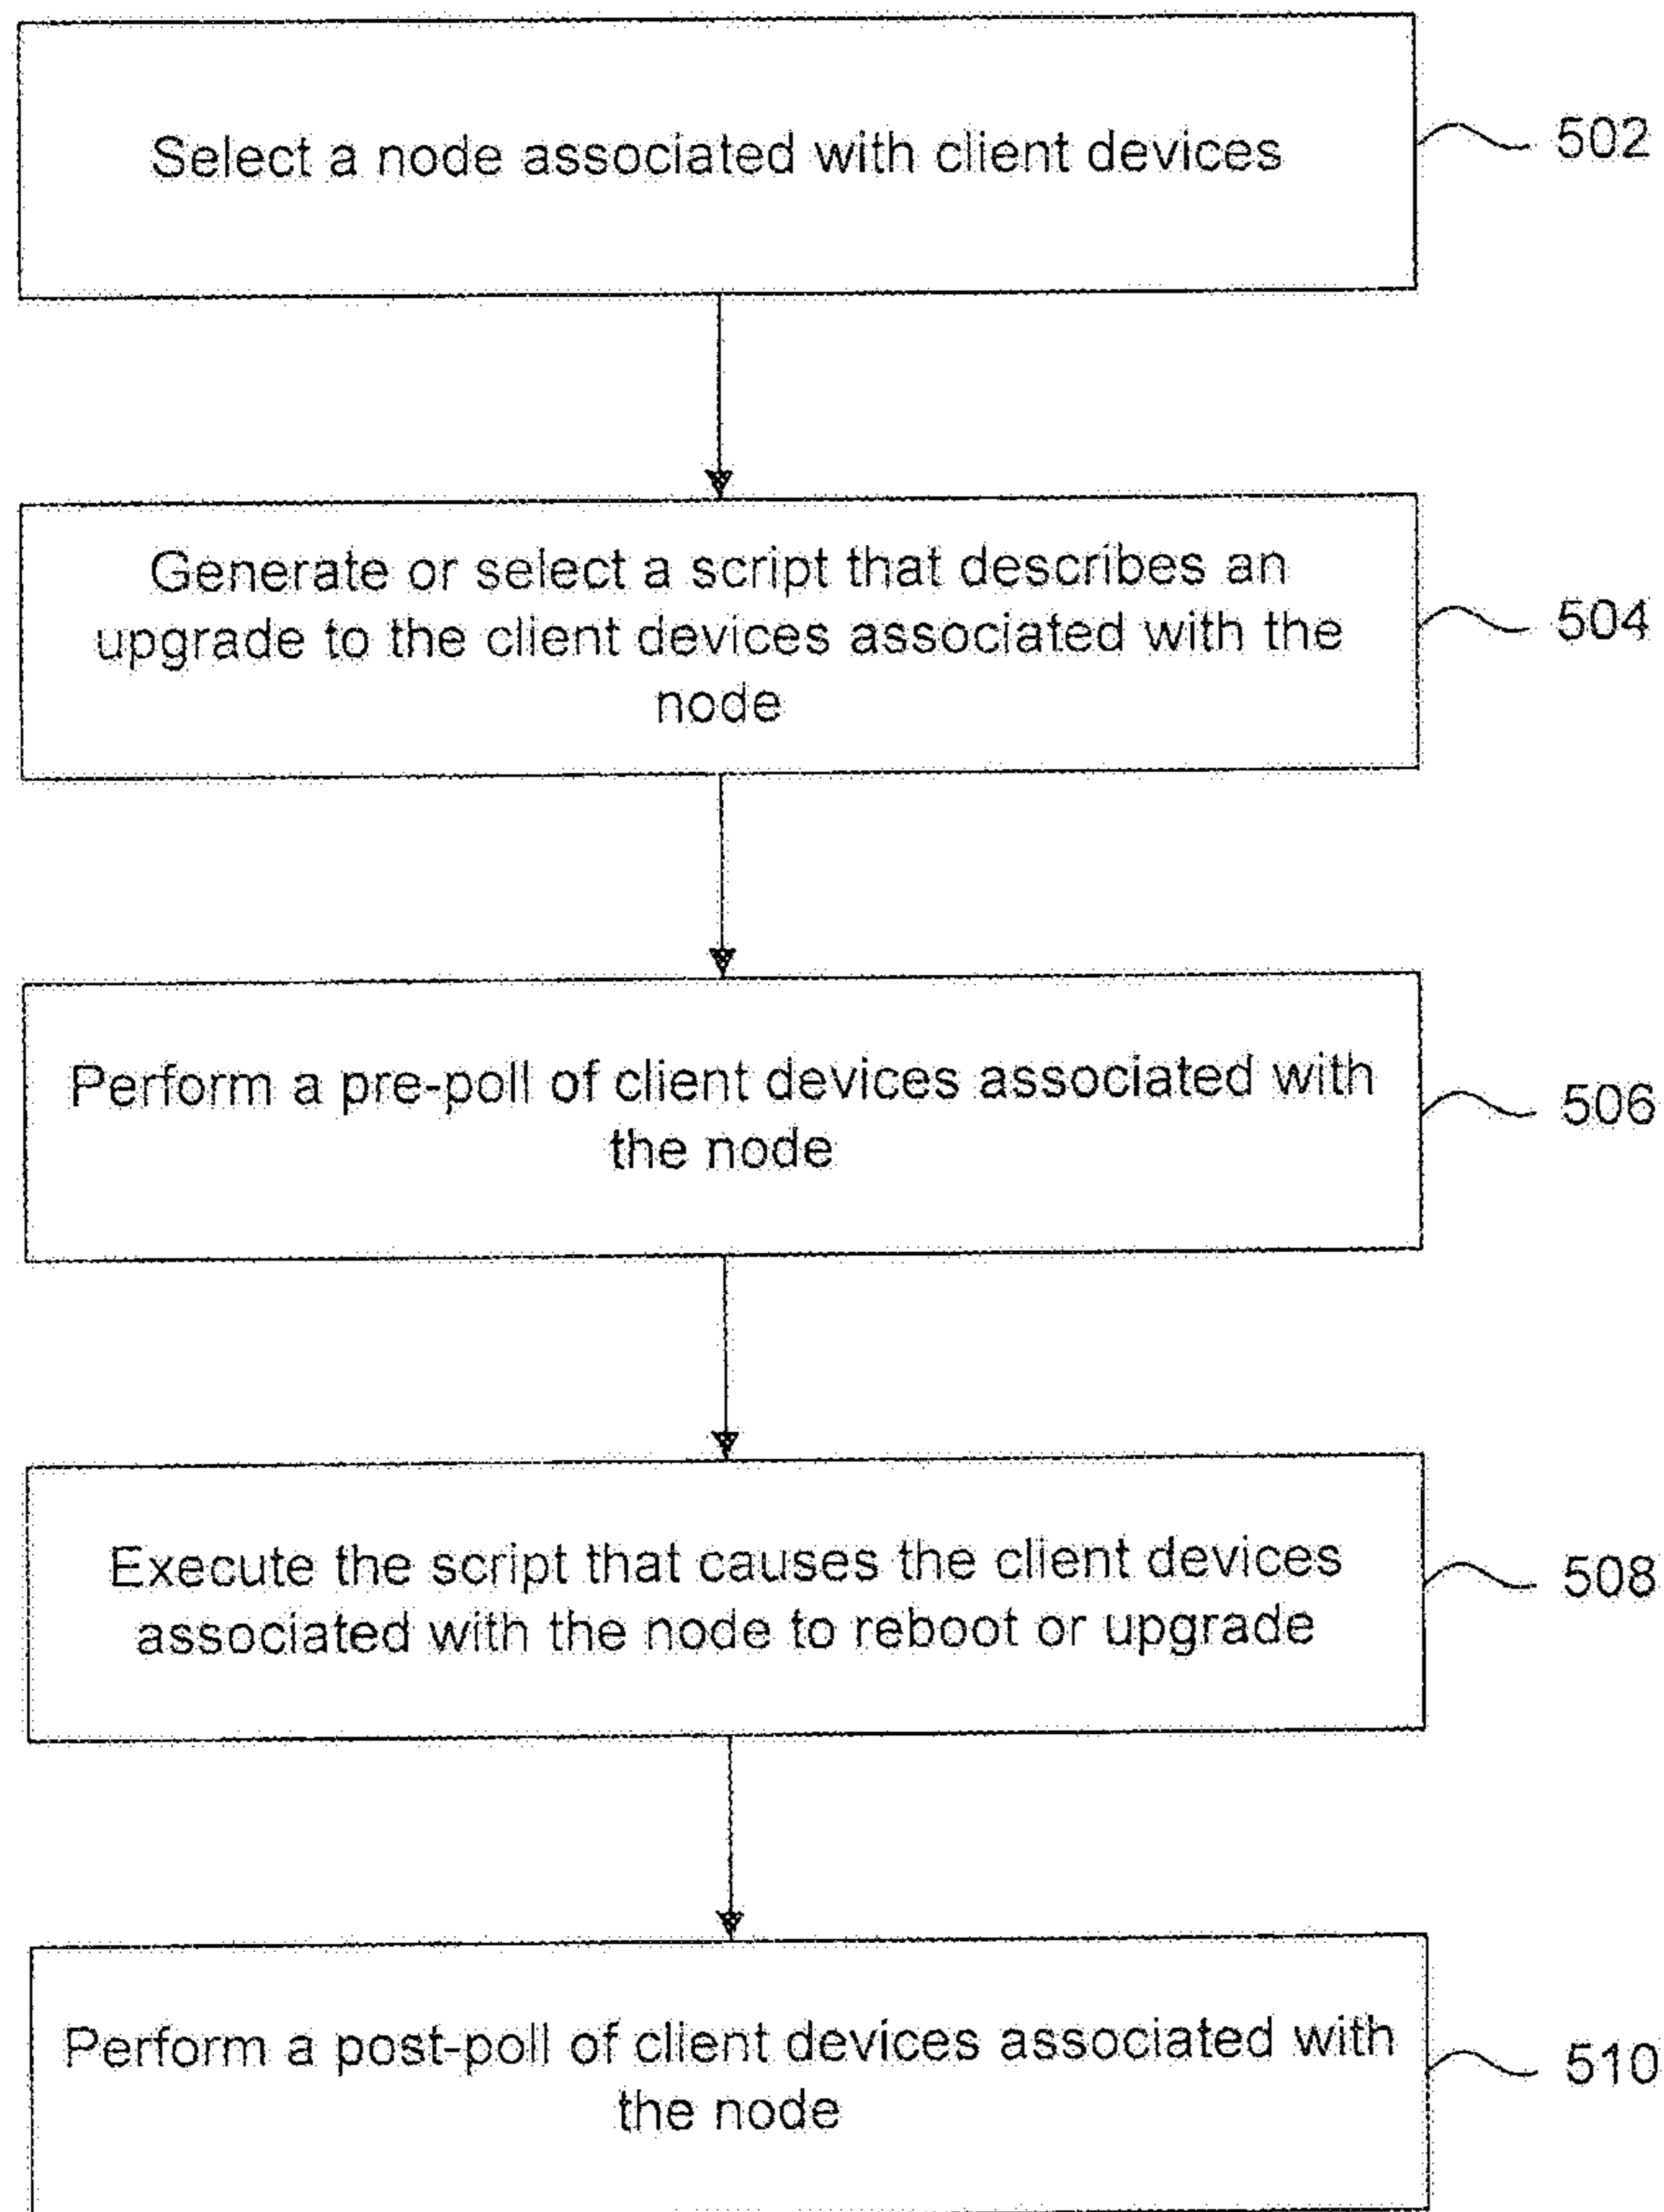 Select a node associated with client devices
502
Generate or select a script that describes an
upgrade to the client devices associated with the
node
504
Perform a pre-poll of client devices associated with
the node
506
Execute the script that causes the client devices
associated with the node to reboot or upgrade
508
Perform a post-poll of client devices associated with
the node
510